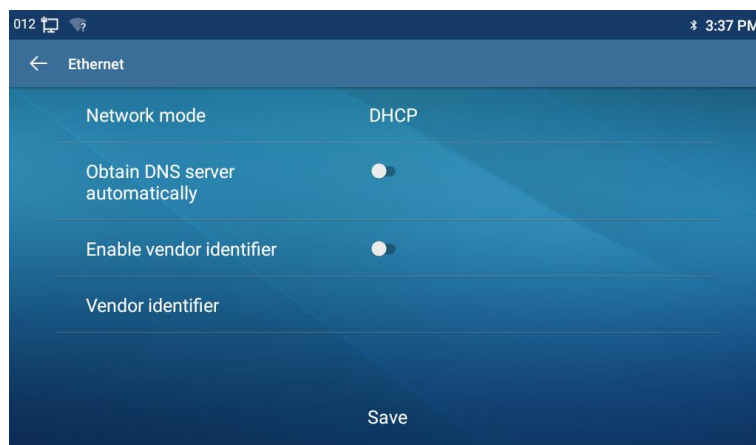 012 ? 3:37 PM
Ethernet
Network mode DHCP
Obtain DNS server
automatically
Enable vendor identifier
Vendor identifier
Save